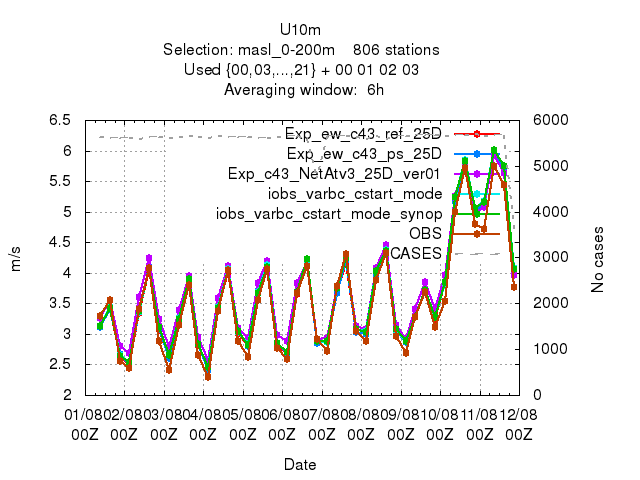 U10m
Selection: masl_0-200m 806 stations
Used {00,03,...,21} + 00 01 02 03
Averaging window: 6h
Exp_ew_c43_ref_25D
Exp_ew_c43_ps_25D
Exp_c43_NetAtv3_25D_ver01
iobs_varbc_cstart_mode
iobs_varbc_cstart_mode_synop
OBS
CASES
6.5
6
5.5
5
4.5
4
3.5
3
2.5
2
m/s
6000
5000
4000
3000
2000
1000
0
No cases
01/08 02/08 03/08 04/08 05/08 06/08 07/08 08/08 09/08 10/08 11/08 12/08
00Z 00Z 00Z 00Z 00Z 00Z 00Z 00Z 00Z 00Z 00Z 00Z
Date